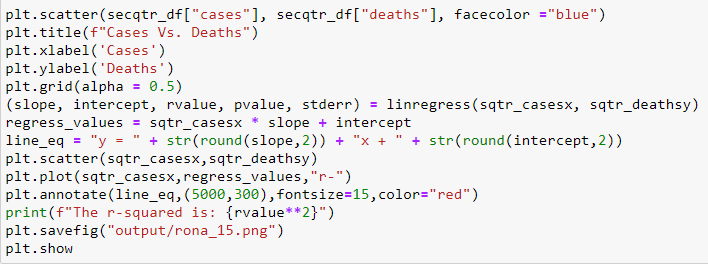 plt.scatter(secqtr_df["cases"], secqtr_df["deaths"], facecolor ="blue")
plt.title(f"Cases Vs. Deaths")
plt.xlabel('Cases')
plt.ylabel('Deaths')
plt.grid(alpha = 0.5)
(slope, intercept, rvalue, pvalue, stderr) = linregress(sqtr_casesx, sqtr_deathsy)
regress_values = sqtr_casesx * slope + intercept
line_eq = "y = " + str(round(slope,2)) + "x + " + str(round(intercept,2))
plt.scatter(sqtr_casesx,sqtr_deathsy)
plt.plot(sqtr_casesx,regress_values,"r-")
plt.annotate(line_eq,(5000,300),fontsize=15,color="red")
print(f"The r-squared is: {rvalue**2}")
plt.savefig("output/rona_15.png")
plt.show